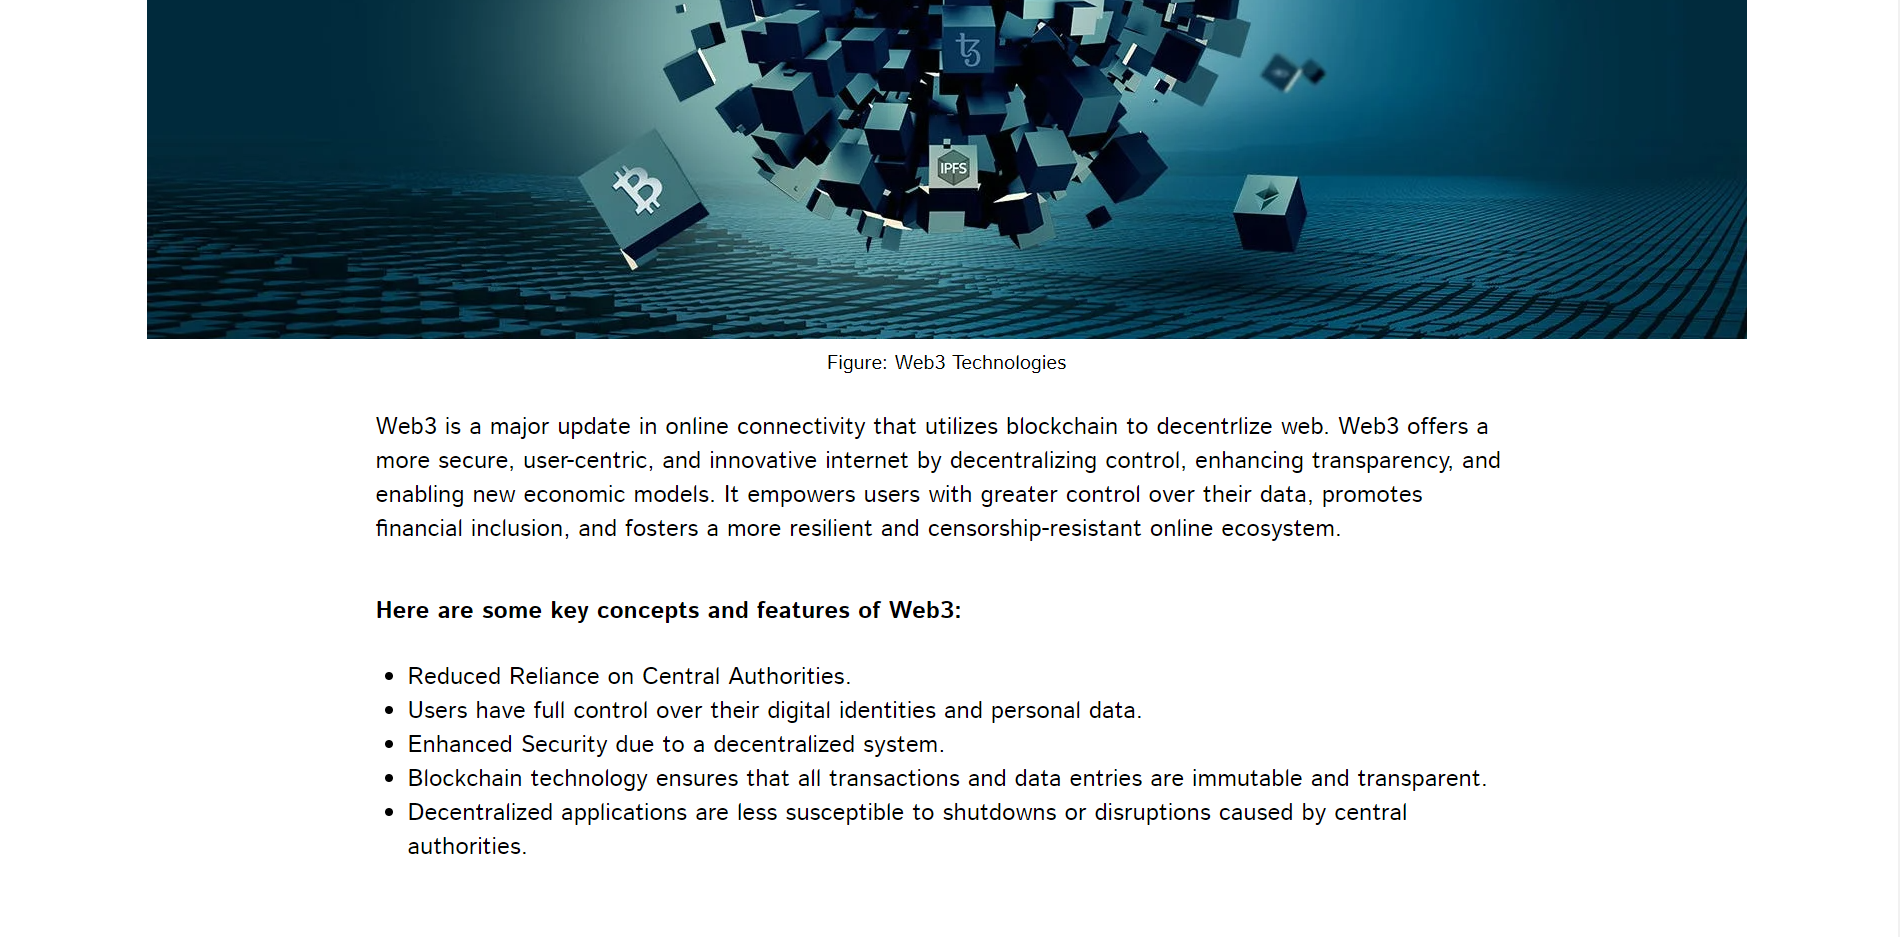 IPFS
Figure: Web3 Technologies
Web3 is a major update in online connectivity that utilizes blockchain to decentrlize web. Web3 offers a
more secure, user-centric, and innovative internet by decentralizing control, enhancing transparency, and
enabling new economic models. It empowers users with greater control over their data, promotes
financial inclusion, and fosters a more resilient and censorship-resistant online ecosystem.
Here are some key concepts and features of Web3:
• Reduced Reliance on Central Authorities.
• Users have full control over their digital identities and personal data.
• Enhanced Security due to a decentralized system.
• Blockchain technology ensures that all transactions and data entries are immutable and transparent.
• Decentralized applications are less susceptible to shutdowns or disruptions caused by central
authorities.